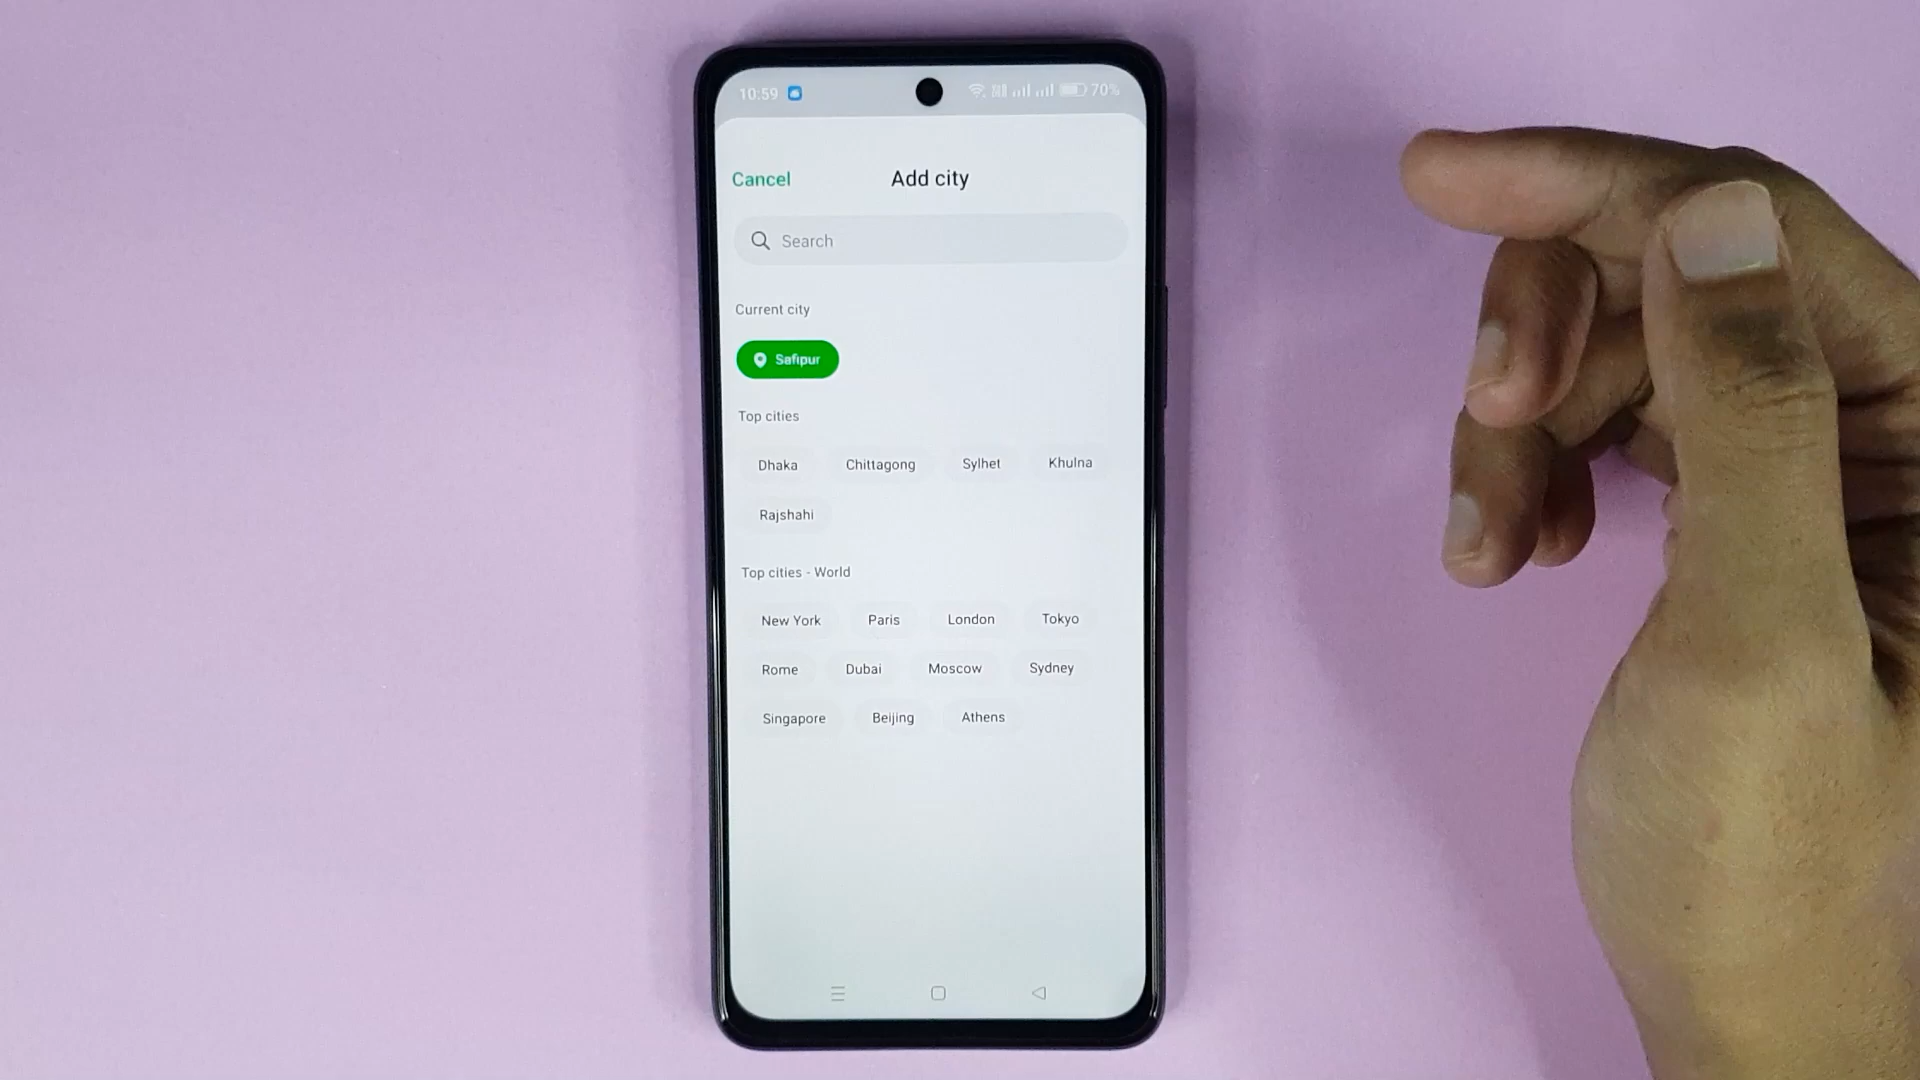 10:59 70%
Cancel Add city
Search
Current city
Safipur
Top cities
Dhaka Chittagong Sylhet Khulna
Rajshahi
Top cities - World
New York Paris London Tokyo
Rome Dubai Moscow Sydney
Singapore Beijing Athens